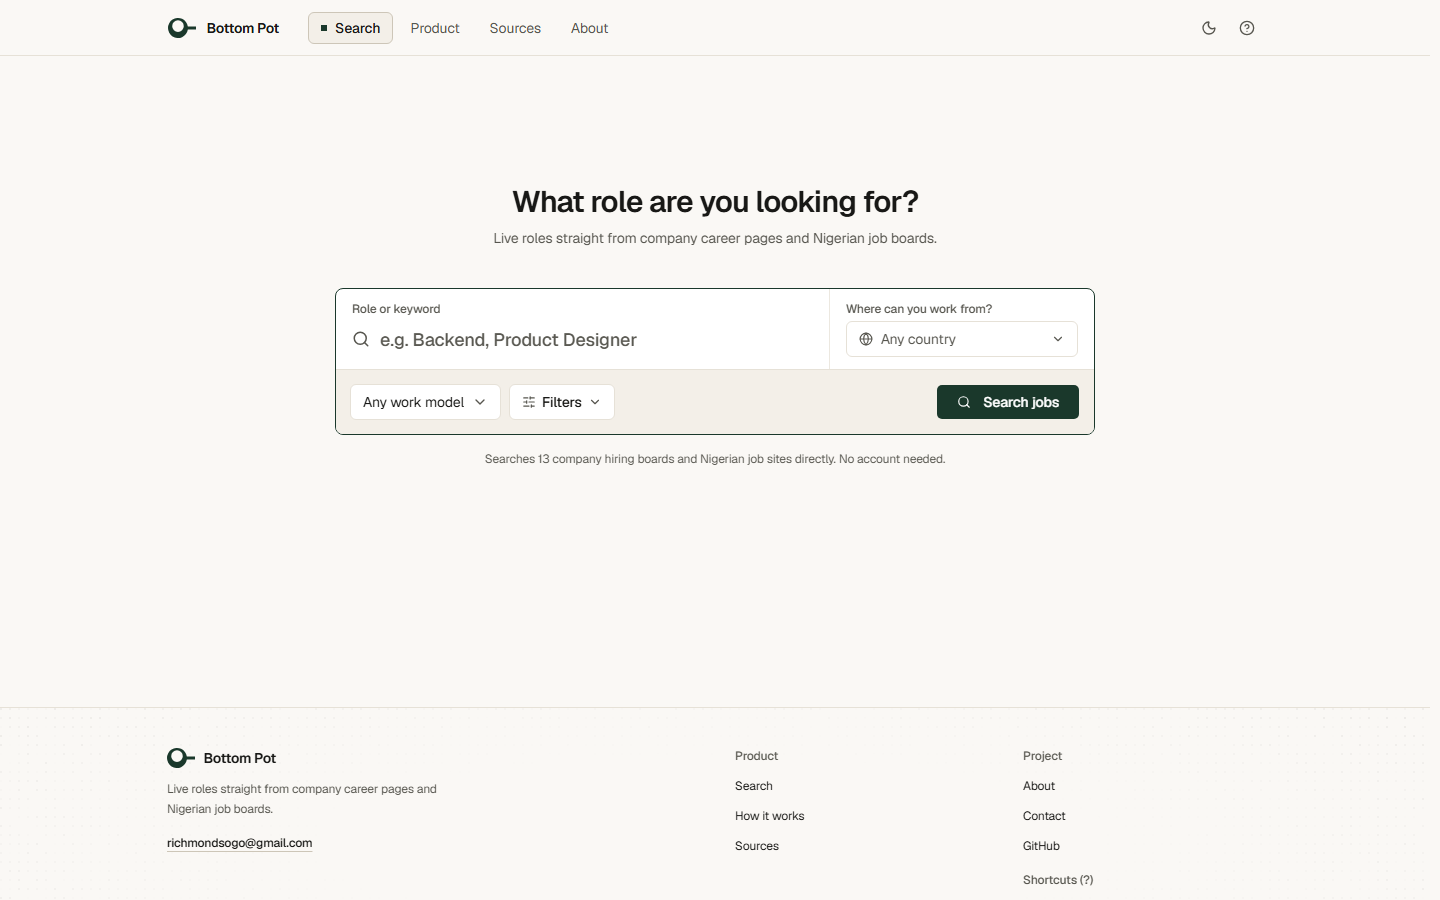 Bottom Pot
Search
Product
Sources
About
What role are you looking for?
Live roles straight from company career pages and Nigerian job boards.
Role or keyword
e.g. Backend, Product Designer
Where can you work from?
Any country
Any work model
Filters
Search jobs
Searches 13 company hiring boards and Nigerian job sites directly. No account needed.
Bottom Pot
Live roles straight from company career pages and
Nigerian job boards.
richmondsogo@gmail.com
Product
Search
How it works
Sources
Project
About
Contact
GitHub
Shortcuts (?)